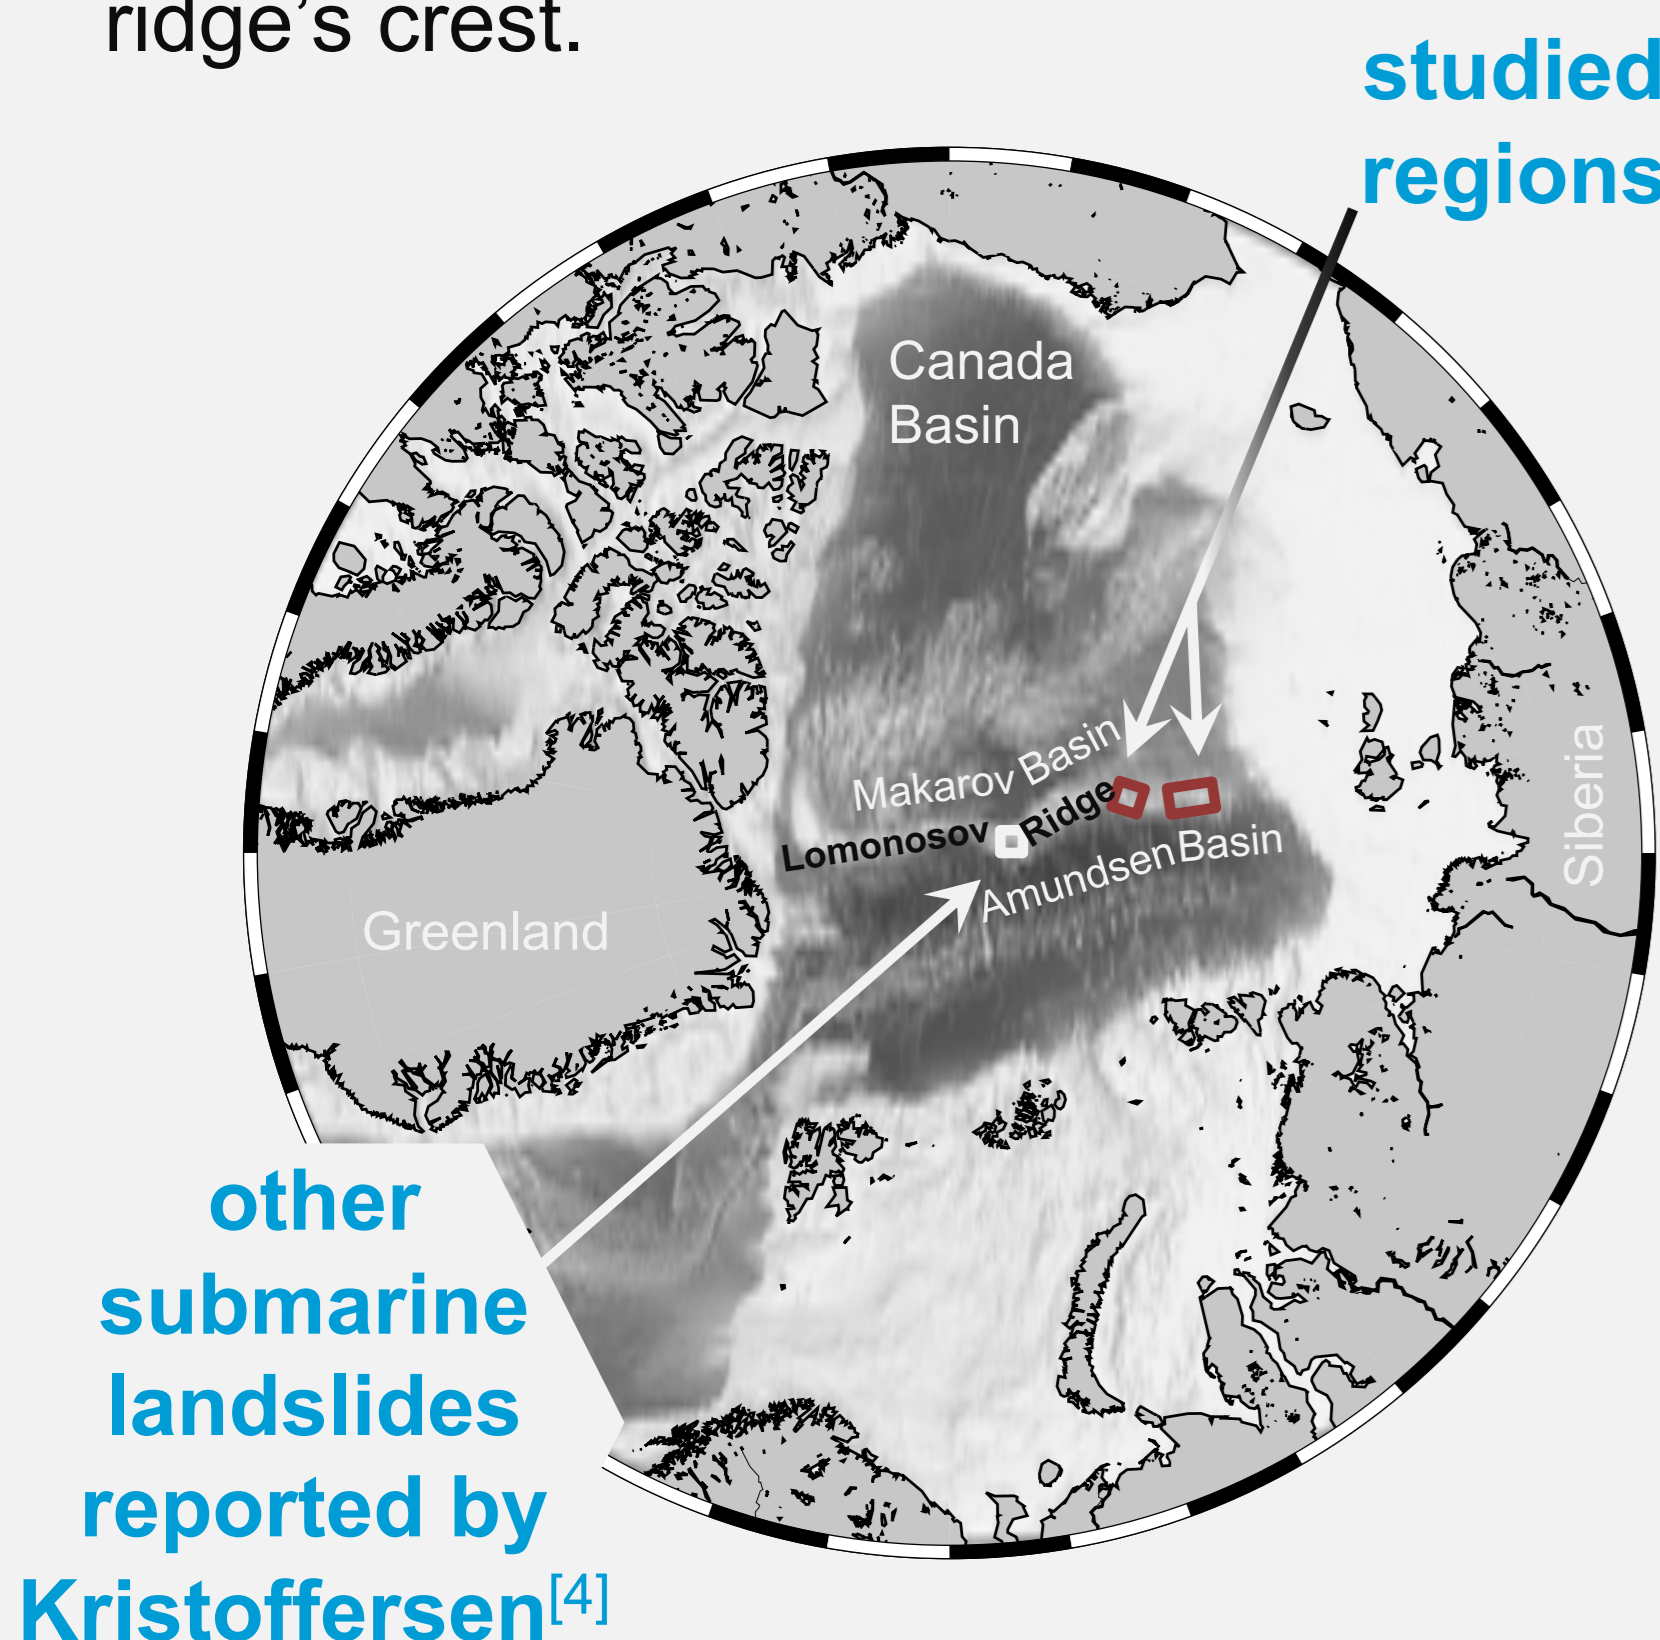 ridge's crest.
studied
regions
Canada
Basin
Makarov Basin
Lomonosov Ridge
Amundsen Basin
Siberia
Greenland
other
submarine
landslides
reported by
Kristoffersen[4]